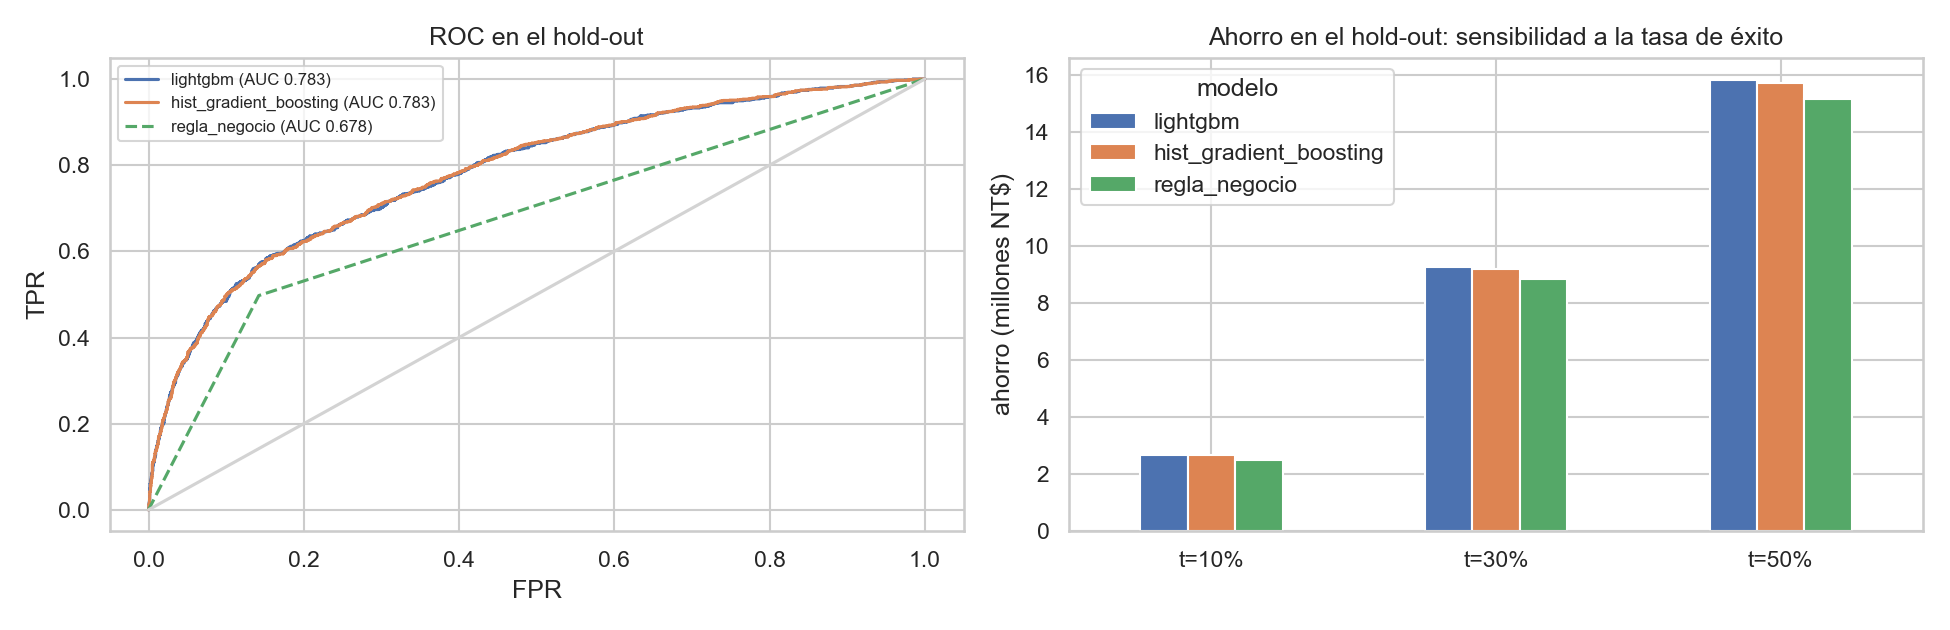 ROC en el hold-out
lightgbm (AUC 0.783)
hist_gradient_boosting (AUC 0.783)
regla_negocio (AUC 0.678)
TPR
1.0
0.8
0.6
0.4
0.2
0.0
0.0 0.2 0.4 0.6 0.8 1.0
FPR
Ahorro en el hold-out: sensibilidad a la tasa de éxito
modelo
lightgbm
hist_gradient_boosting
regla_negocio
ahorro (millones NT$)
16
14
12
10
8
6
4
2
0
t=10% t=30% t=50%